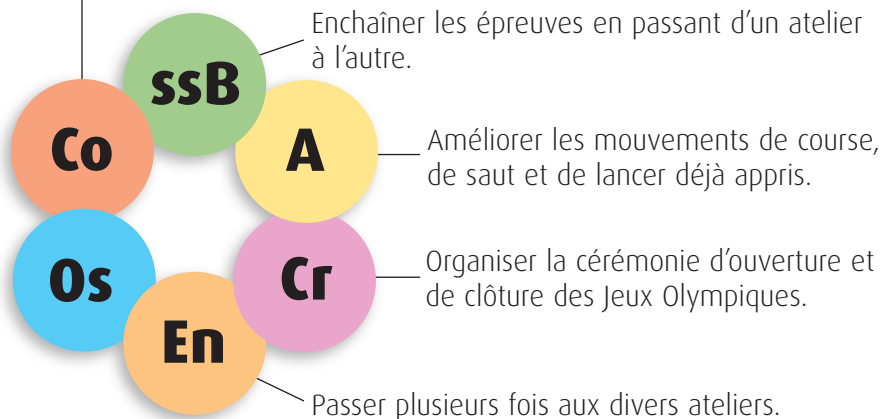 Enchaîner les épreuves en passant d'un atelier
à l'autre.
ssB
Co
A
Améliorer les mouvements de course,
de saut et de lancer déjà appris.
Os
Cr
Organiser la cérémonie d'ouverture et
de clôture des Jeux Olympiques.
En
Passer plusieurs fois aux divers ateliers.